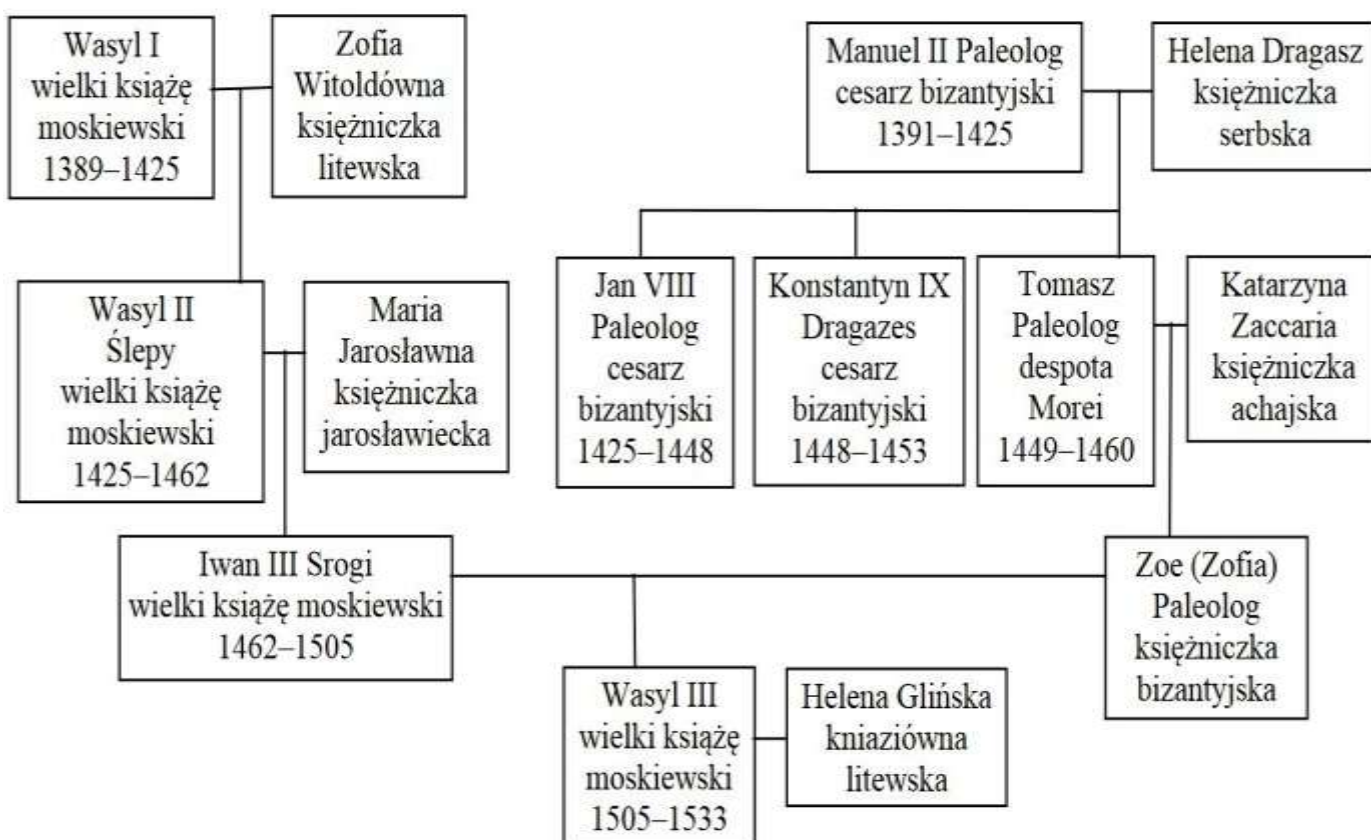 Wasyl I
wielki książę
moskiewski
1389–1425
Zofia
Witoldówna
księżniczka
litewska
Manuel II Paleolog
cesarz bizantyjski
1391–1425
Helena Dragasz
księżniczka
serbska
Wasyl II
Ślepy
wielki książę
moskiewski
1425–1462
Maria
Jarosławna
księżniczka
jarosławiecka
Jan VIII
Paleolog
cesarz
bizantyjski
1425–1448
Konstantyn IX
Dragazes
cesarz
bizantyjski
1448–1453
Tomasz
Paleolog
despota
Morei
1449–1460
Katarzyna
Zaccaria
księżniczka
achajska
Iwan III Srogi
wielki książę moskiewski
1462–1505
Zoe (Zofia)
Paleolog
księżniczka
bizantyjska
Wasyl III
wielki książę
moskiewski
1505–1533
Helena Glińska
kniaziówna
litewska